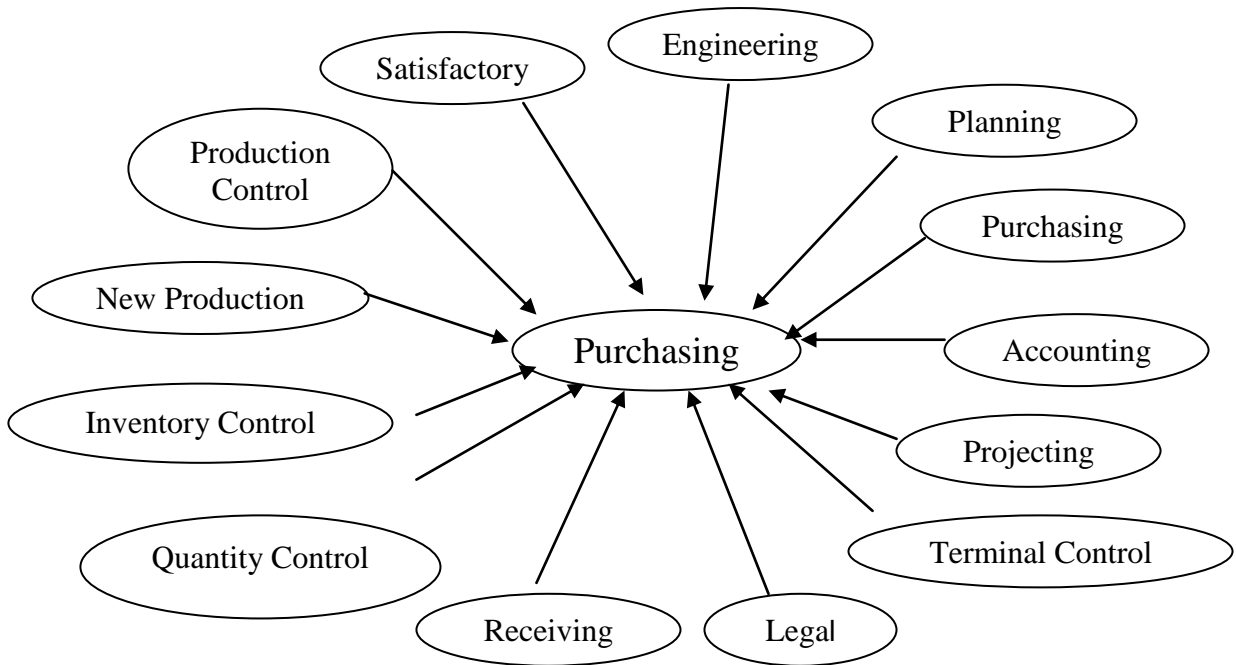 Engineering
Satisfactory
Planning
Production
Control
Purchasing
New Production
Purchasing
Accounting
Inventory Control
Projecting
Quantity Control
Terminal Control
Receiving
Legal